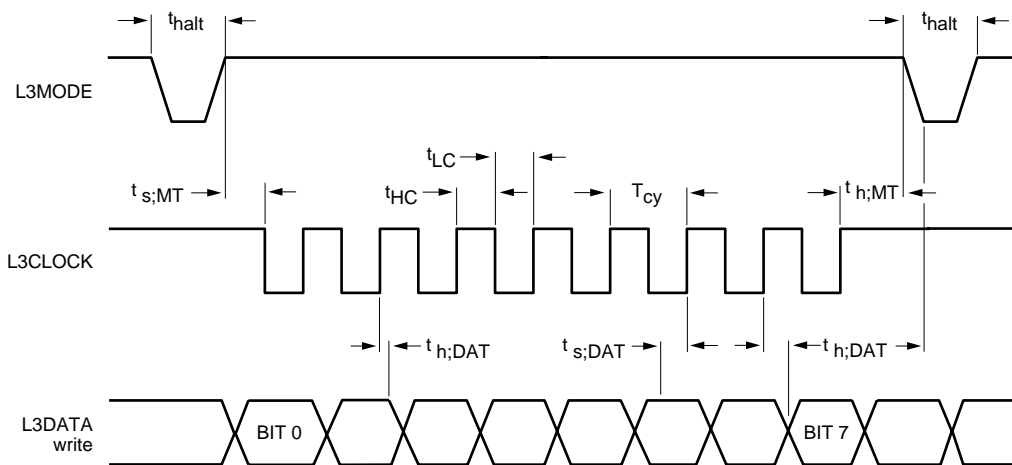 thalt
thalt
L3MODE
tLC
ts;MT
tHC
Tcy
th;MT
L3CLOCK
th;DAT
ts;DAT
th;DAT
L3DATA
write
BIT 0
BIT 7